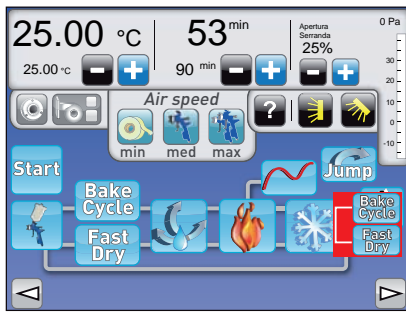 25.00 °C
53 min
Apertura
Serranda
25%
0 Pa
25.00 °C
90 min
30
20
10
0
-10
Air speed
min med max
?
Start
Jump
Bake
Cycle
Fast
Dry
Bake
Cycle
Fast
Dry